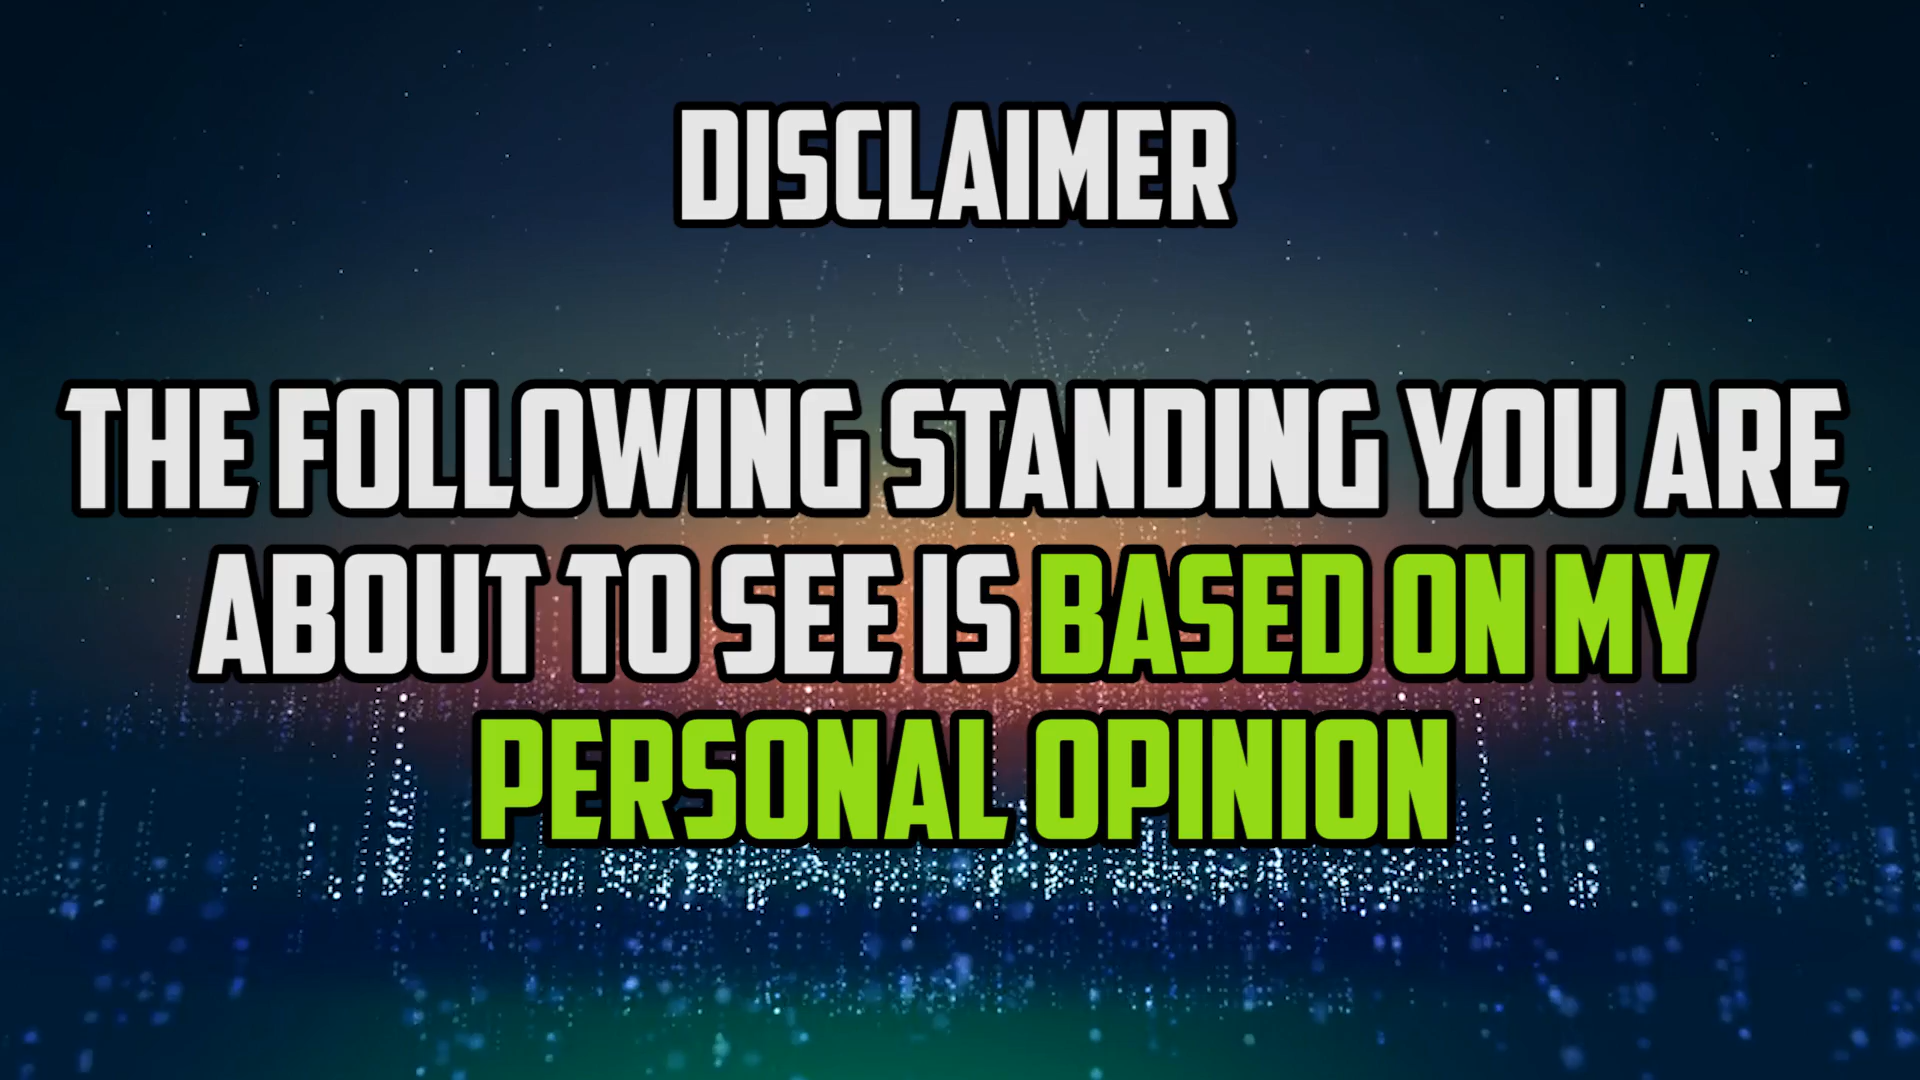 DISCLAIMER
THE FOLLOWING STANDING YOU ARE
ABOUT TO SEE IS BASED ON MY
PERSONAL OPINION